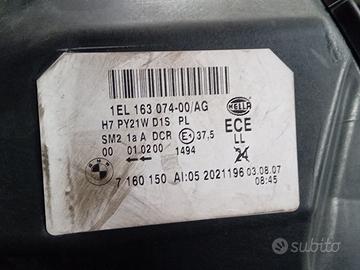 1EL 163 074-00/AG
HELLA
H7 PY21W D1S PL
ECE
SM2 1a A DCR E 37,5
LL
00 01,0200 1494
24
7 160 150 AI:05 2021196 03.08.07
08:45
subito